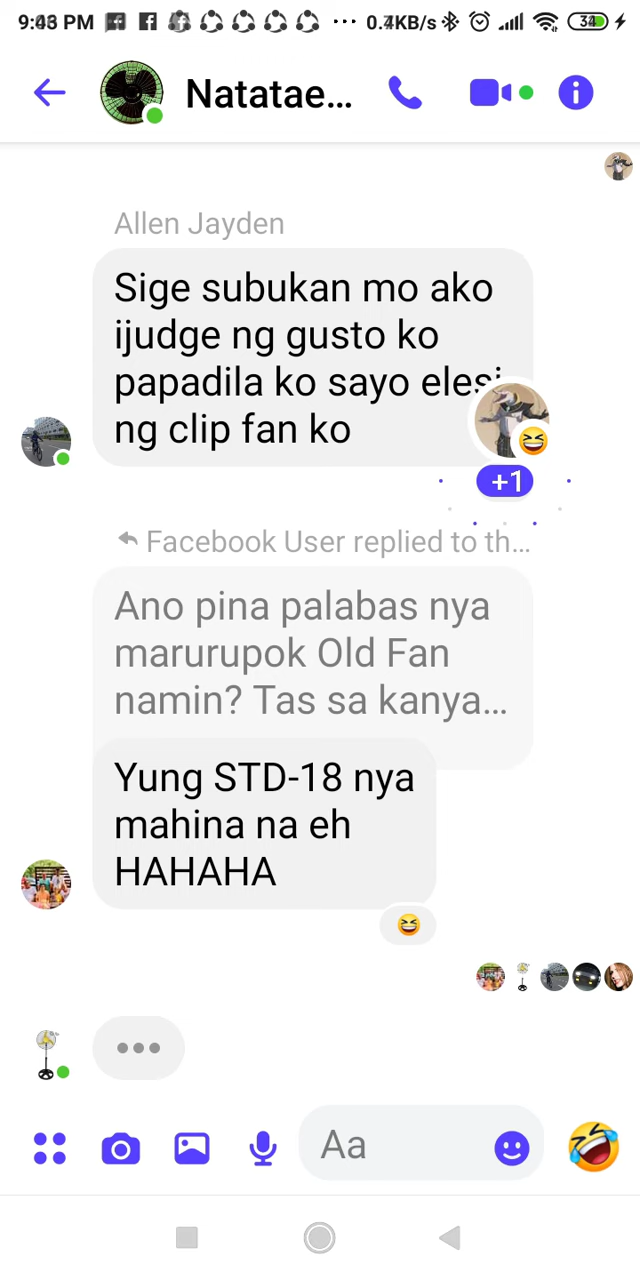 9:43 PM ... 0.4KB/s 34
Natatae...
Allen Jayden
Sige subukan mo ako
ijudge ng gusto ko
papadila ko sayo elesi
ng clip fan ko
+1
Facebook User replied to th...
Ano pina palabas nya
marurupok Old Fan
namin? Tas sa kanya...
Yung STD-18 nya
mahina na eh
HAHAHA
Aa